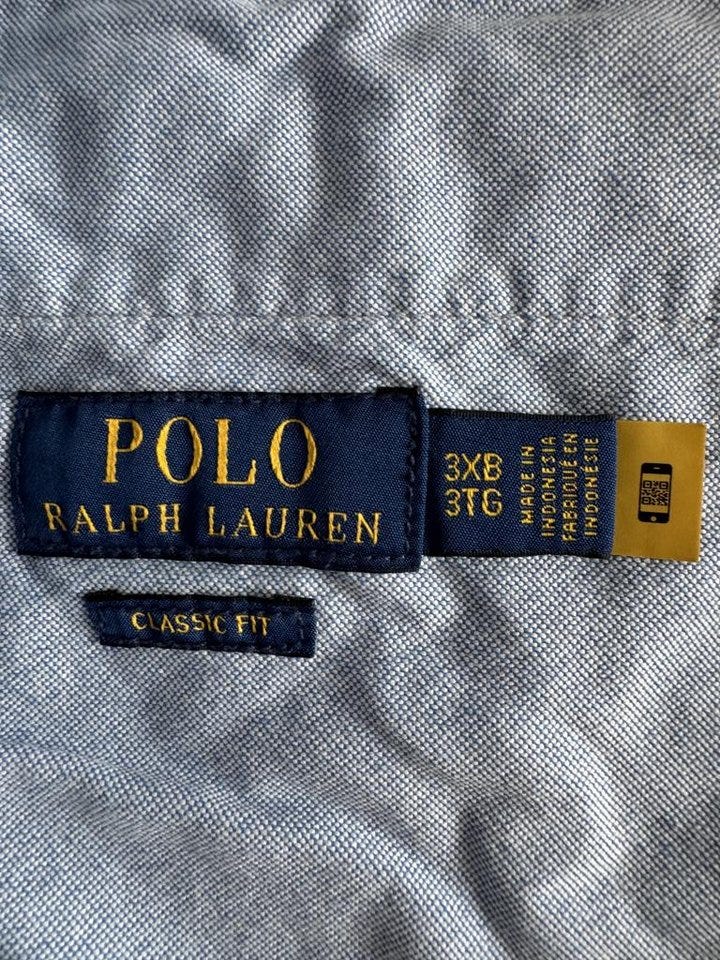 POLO
RALPH LAUREN
3XB
3TG
MADE IN
INDONESIA
FABRIQUÉ EN
INDONÉSIE
CLASSIC FIT